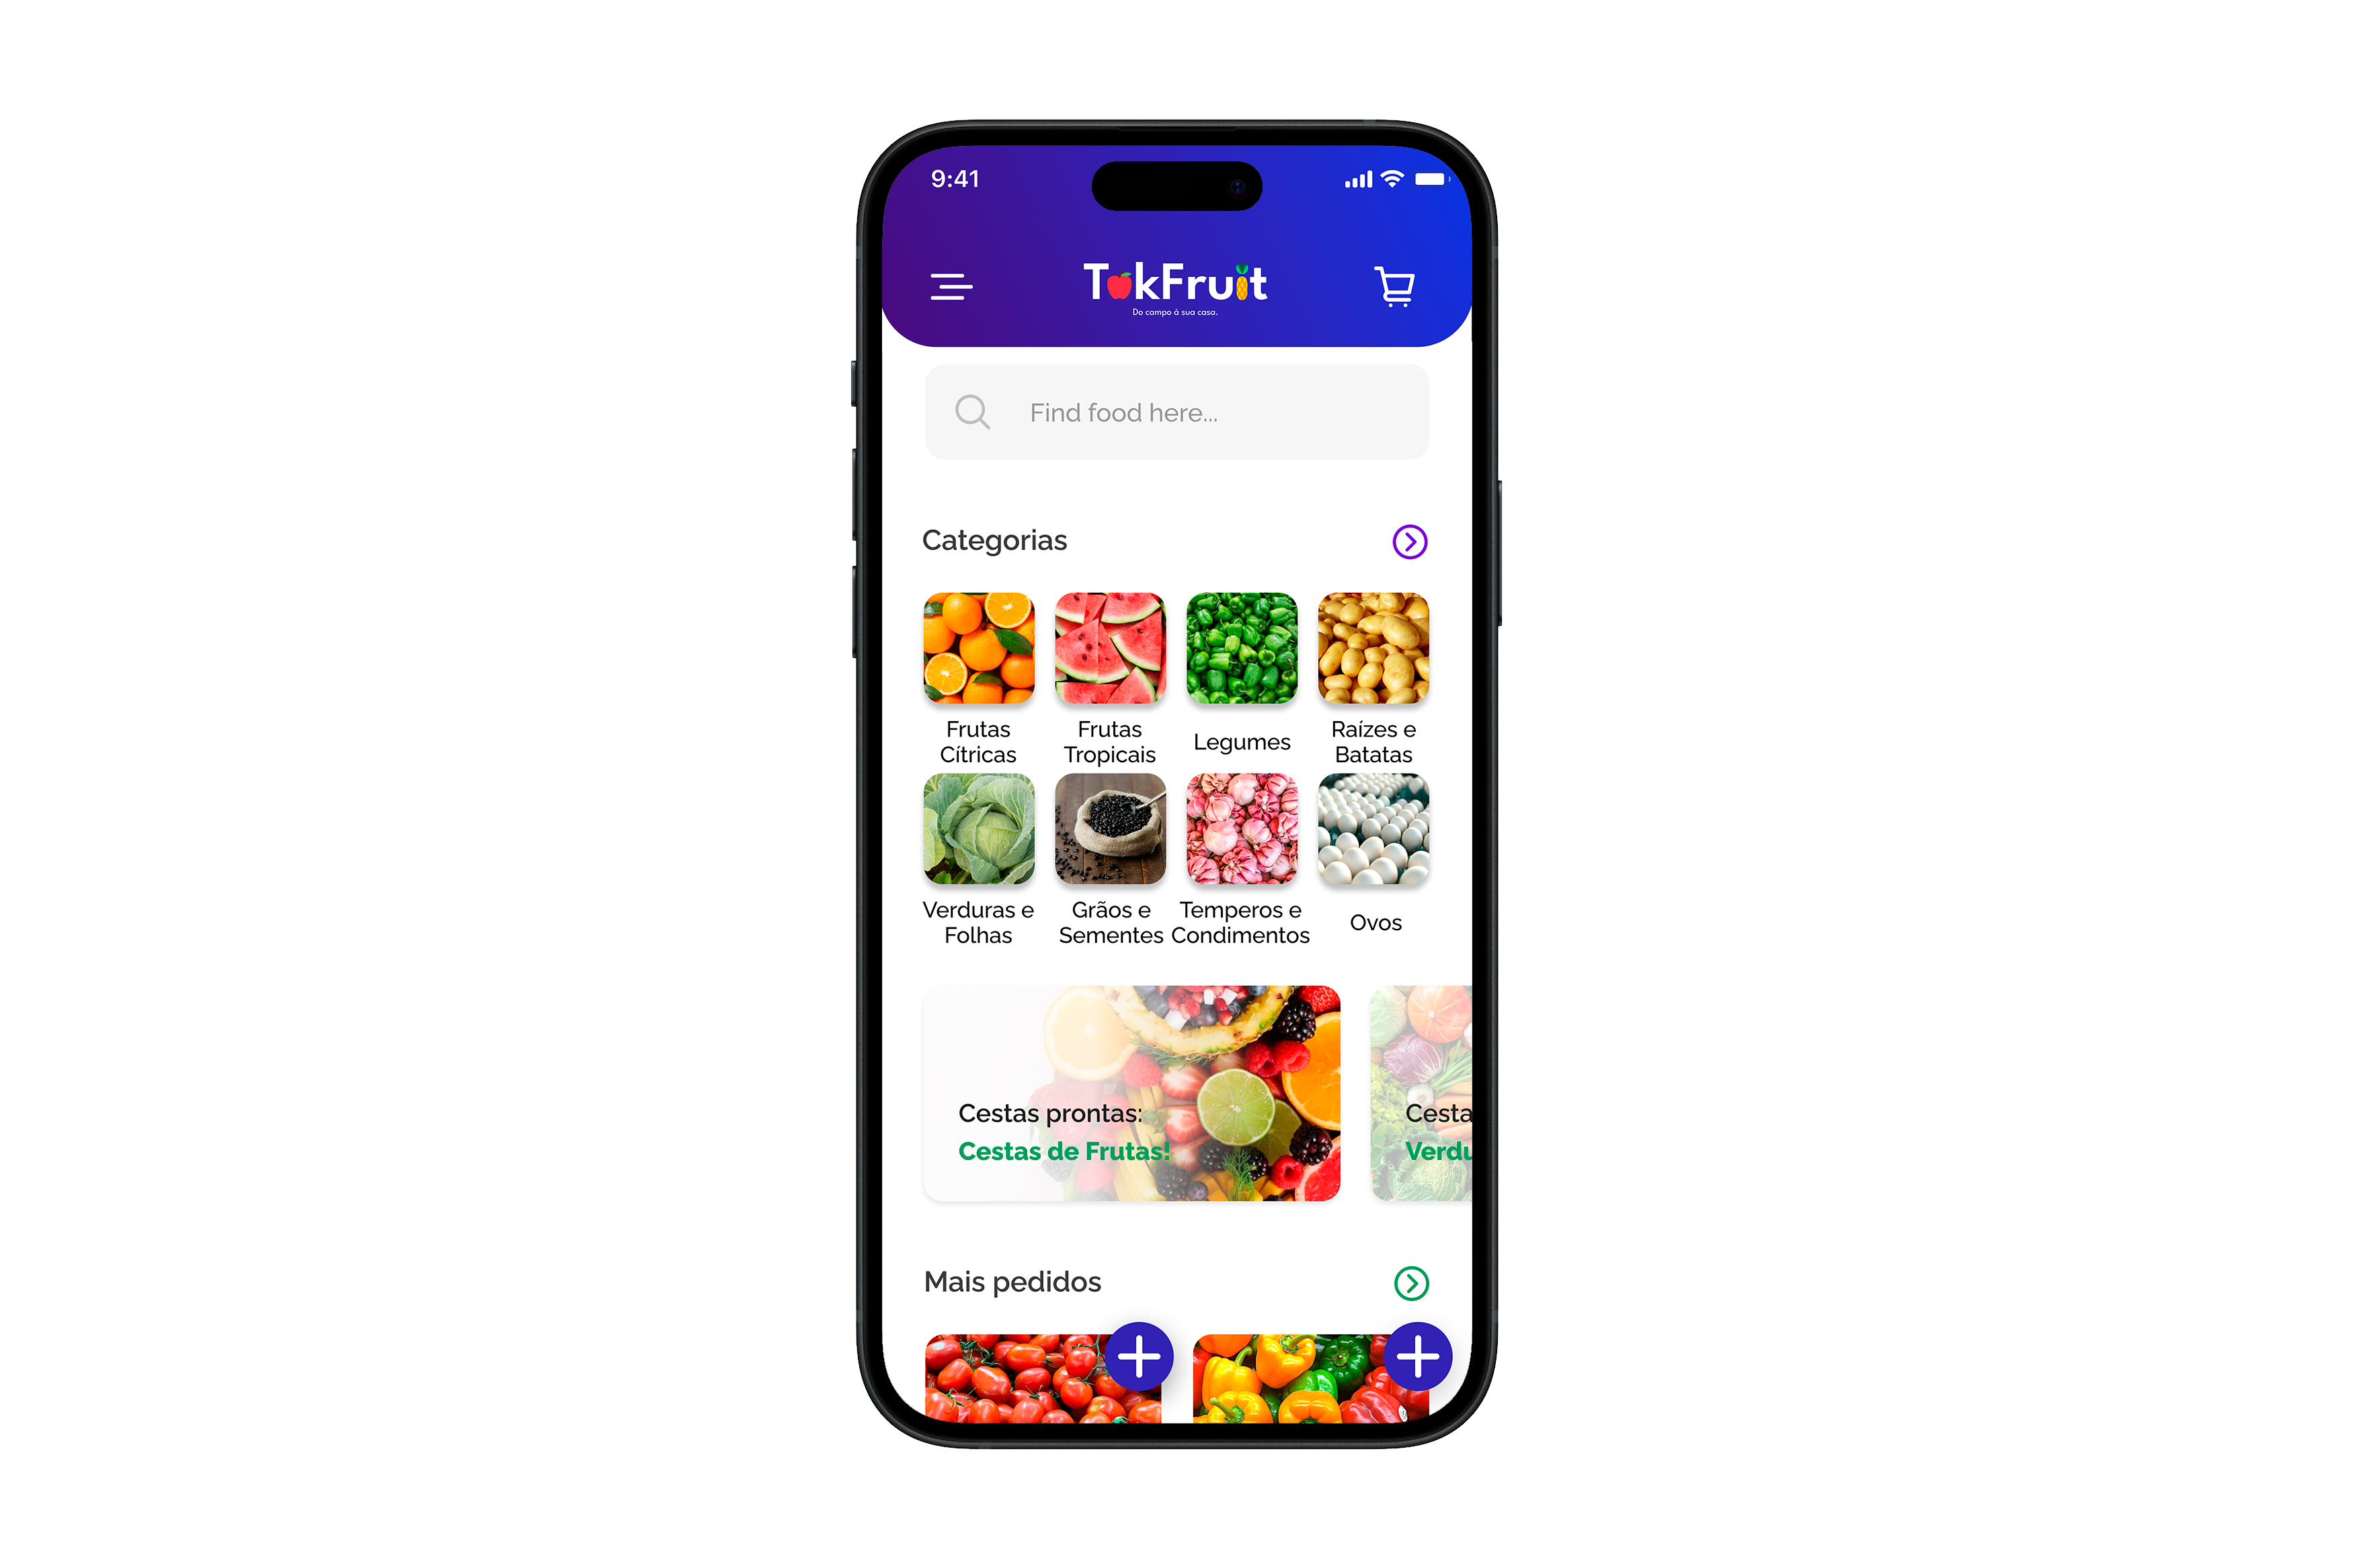 9:41
TokFruit
Do campo à sua casa.
Find food here...
Categorias
Frutas
Cítricas
Frutas
Tropicais
Legumes
Raízes e
Batatas
Verduras e
Folhas
Grãos e
Sementes
Temperos e
Condimentos
Ovos
Cestas prontas:
Cestas de Frutas!
Cesta
Verdu
Mais pedidos